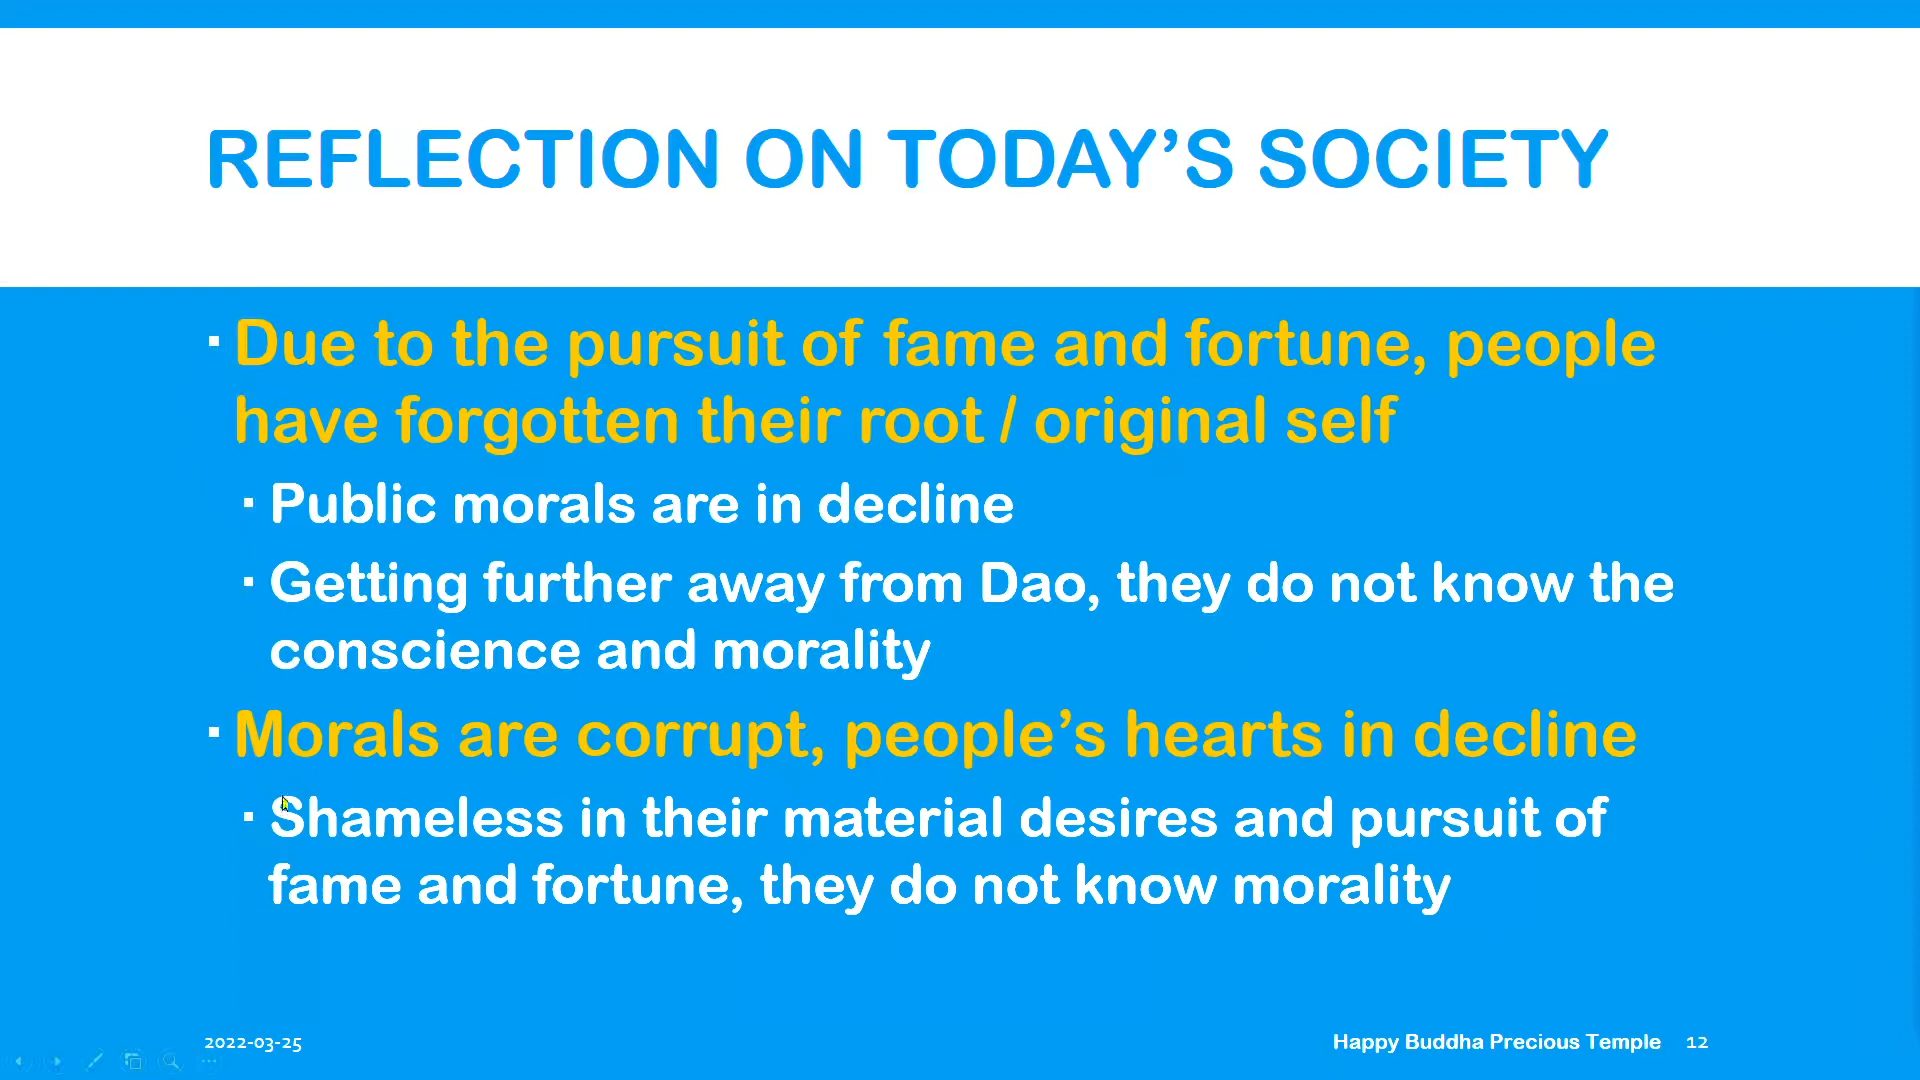 REFLECTION ON TODAY’S SOCIETY
Due to the pursuit of fame and fortune, people
have forgotten their root / original self
Public morals are in decline
Getting further away from Dao, they do not know the
conscience and morality
Morals are corrupt, people’s hearts in decline
Shameless in their material desires and pursuit of
fame and fortune, they do not know morality
2022-03-25
Happy Buddha Precious Temple 12